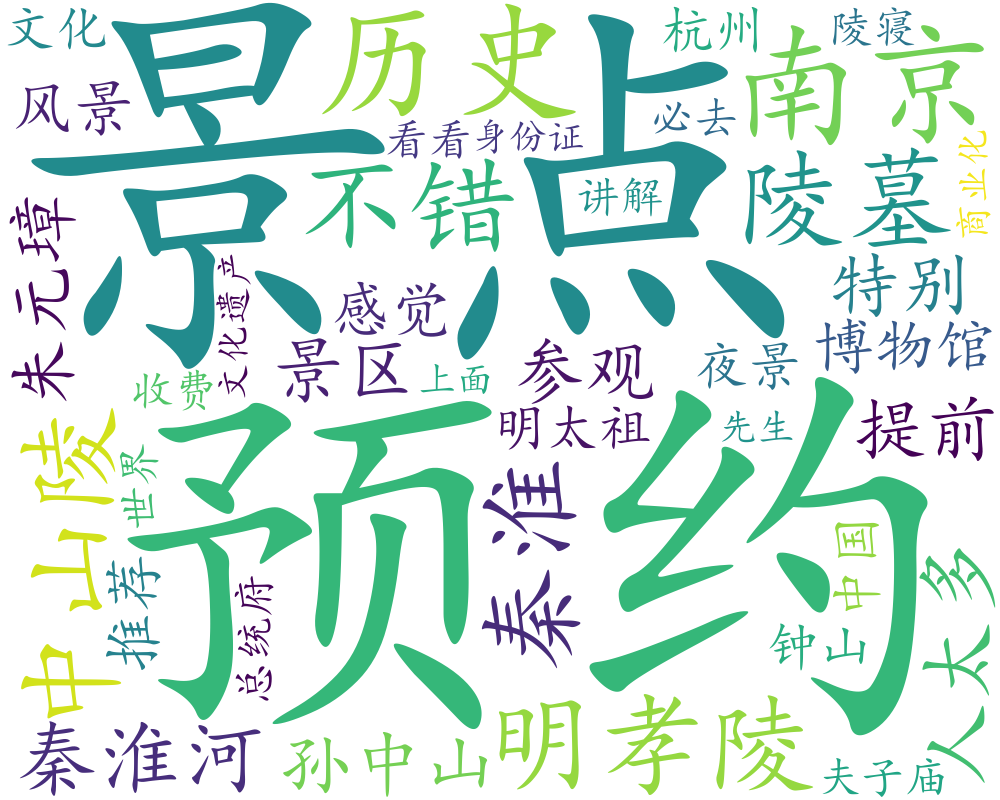 文化
景点
历史
杭州
陵寝
南京
风景
看看
身份证
必去
商业化
不错
讲解
陵墓
朱元璋
文化遗产
感觉
特别
博物馆
景区
收费
上面
参观
夜景
明太祖
先生
提前
中山陵
世界
预约
秦淮
推荐
总统府
中国
钟山
人太多
秦淮河
孙中山
明孝陵
夫子庙